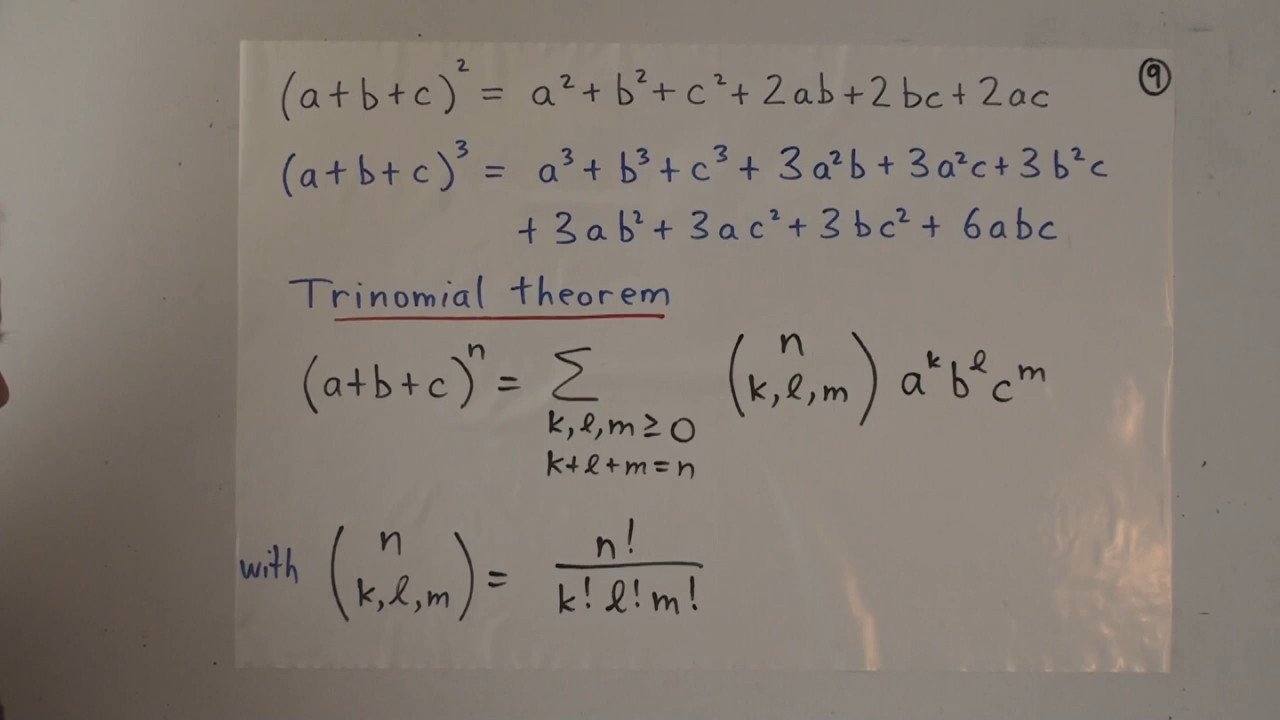 (a+b+c)² = a² + b² + c² + 2ab + 2bc + 2ac
⑨
(a+b+c)³ = a³ + b³ + c³ + 3a²b + 3a²c + 3b²c
+ 3ab² + 3ac² + 3bc² + 6abc
Trinomial theorem
(a+b+c)ⁿ = Σ (n
k,ℓ,m) aᵏbˡcᵐ
k,ℓ,m ≥ 0
k+ℓ+m=n
with (n
k,ℓ,m) = n!
k! ℓ! m!